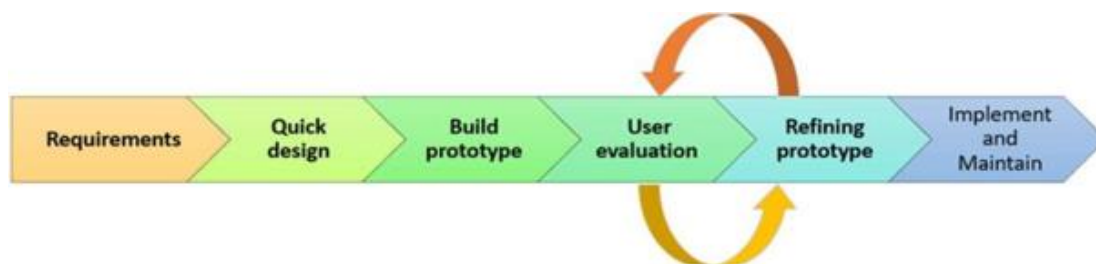 Requirements
Quick
design
Build
prototype
User
evaluation
Refining
prototype
Implement
and
Maintain